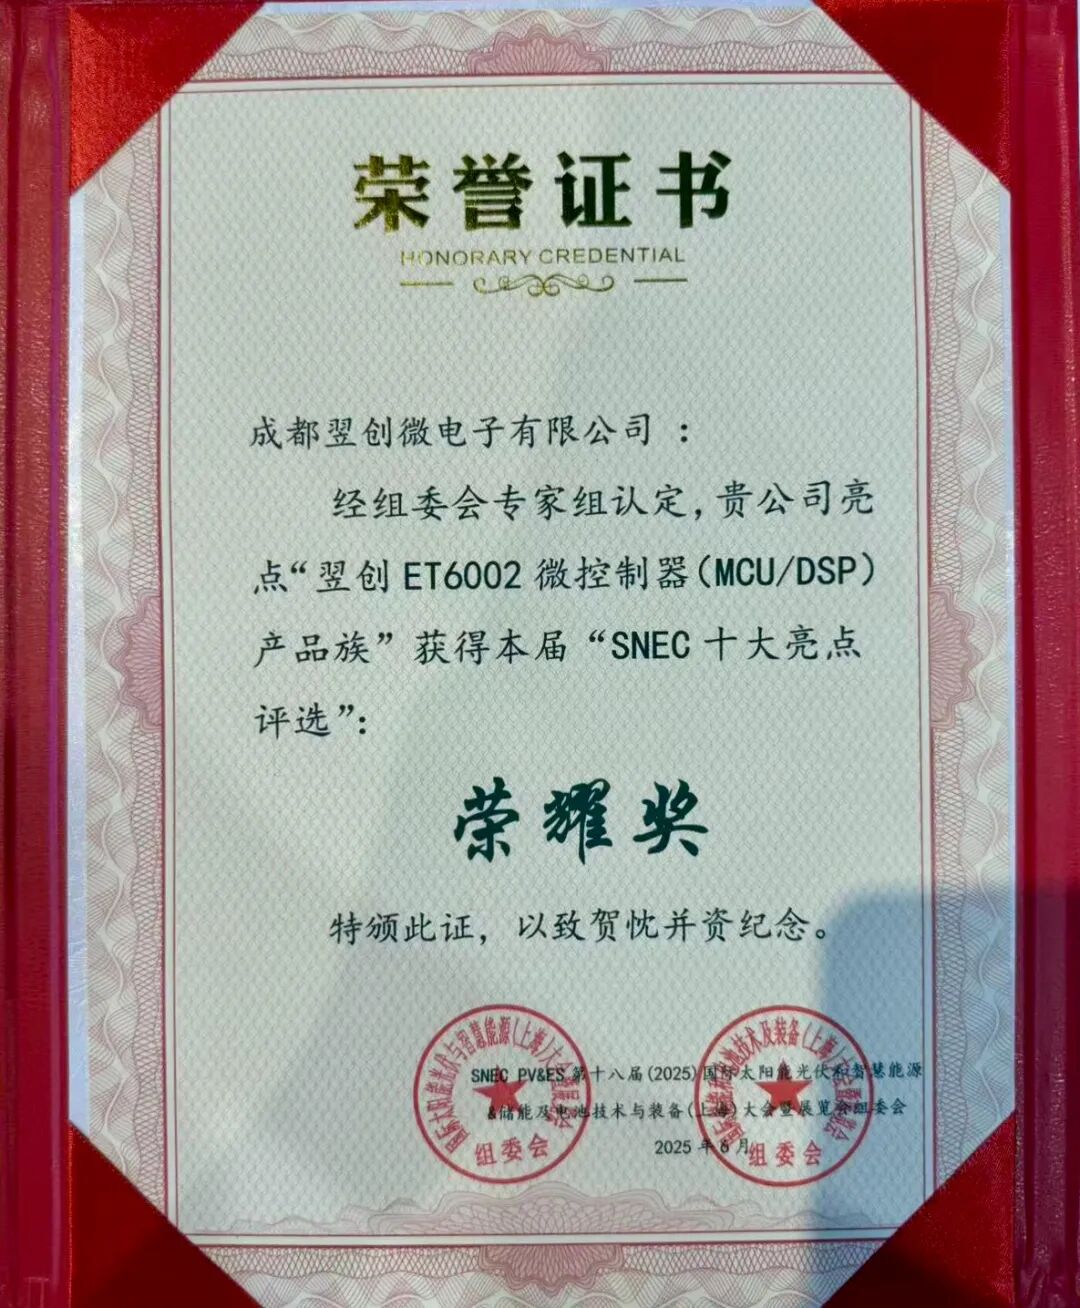 荣誉证书
HONORARY CREDENTIAL
成都翌创微电子有限公司 ：
经组委会专家组认定，贵公司亮
点“翌创 ET6002 微控制器（MCU/DSP）
产品族”获得本届“SNEC 十大亮点
评选”：
荣耀奖
特颁此证，以致贺忱并资纪念。
SNEC PV&ES 第十八届(2025)国际太阳能光伏和智慧能源
&储能及电池技术与装备(上海)大会暨展览会组委会
2025 年 6 月
组委会
组委会